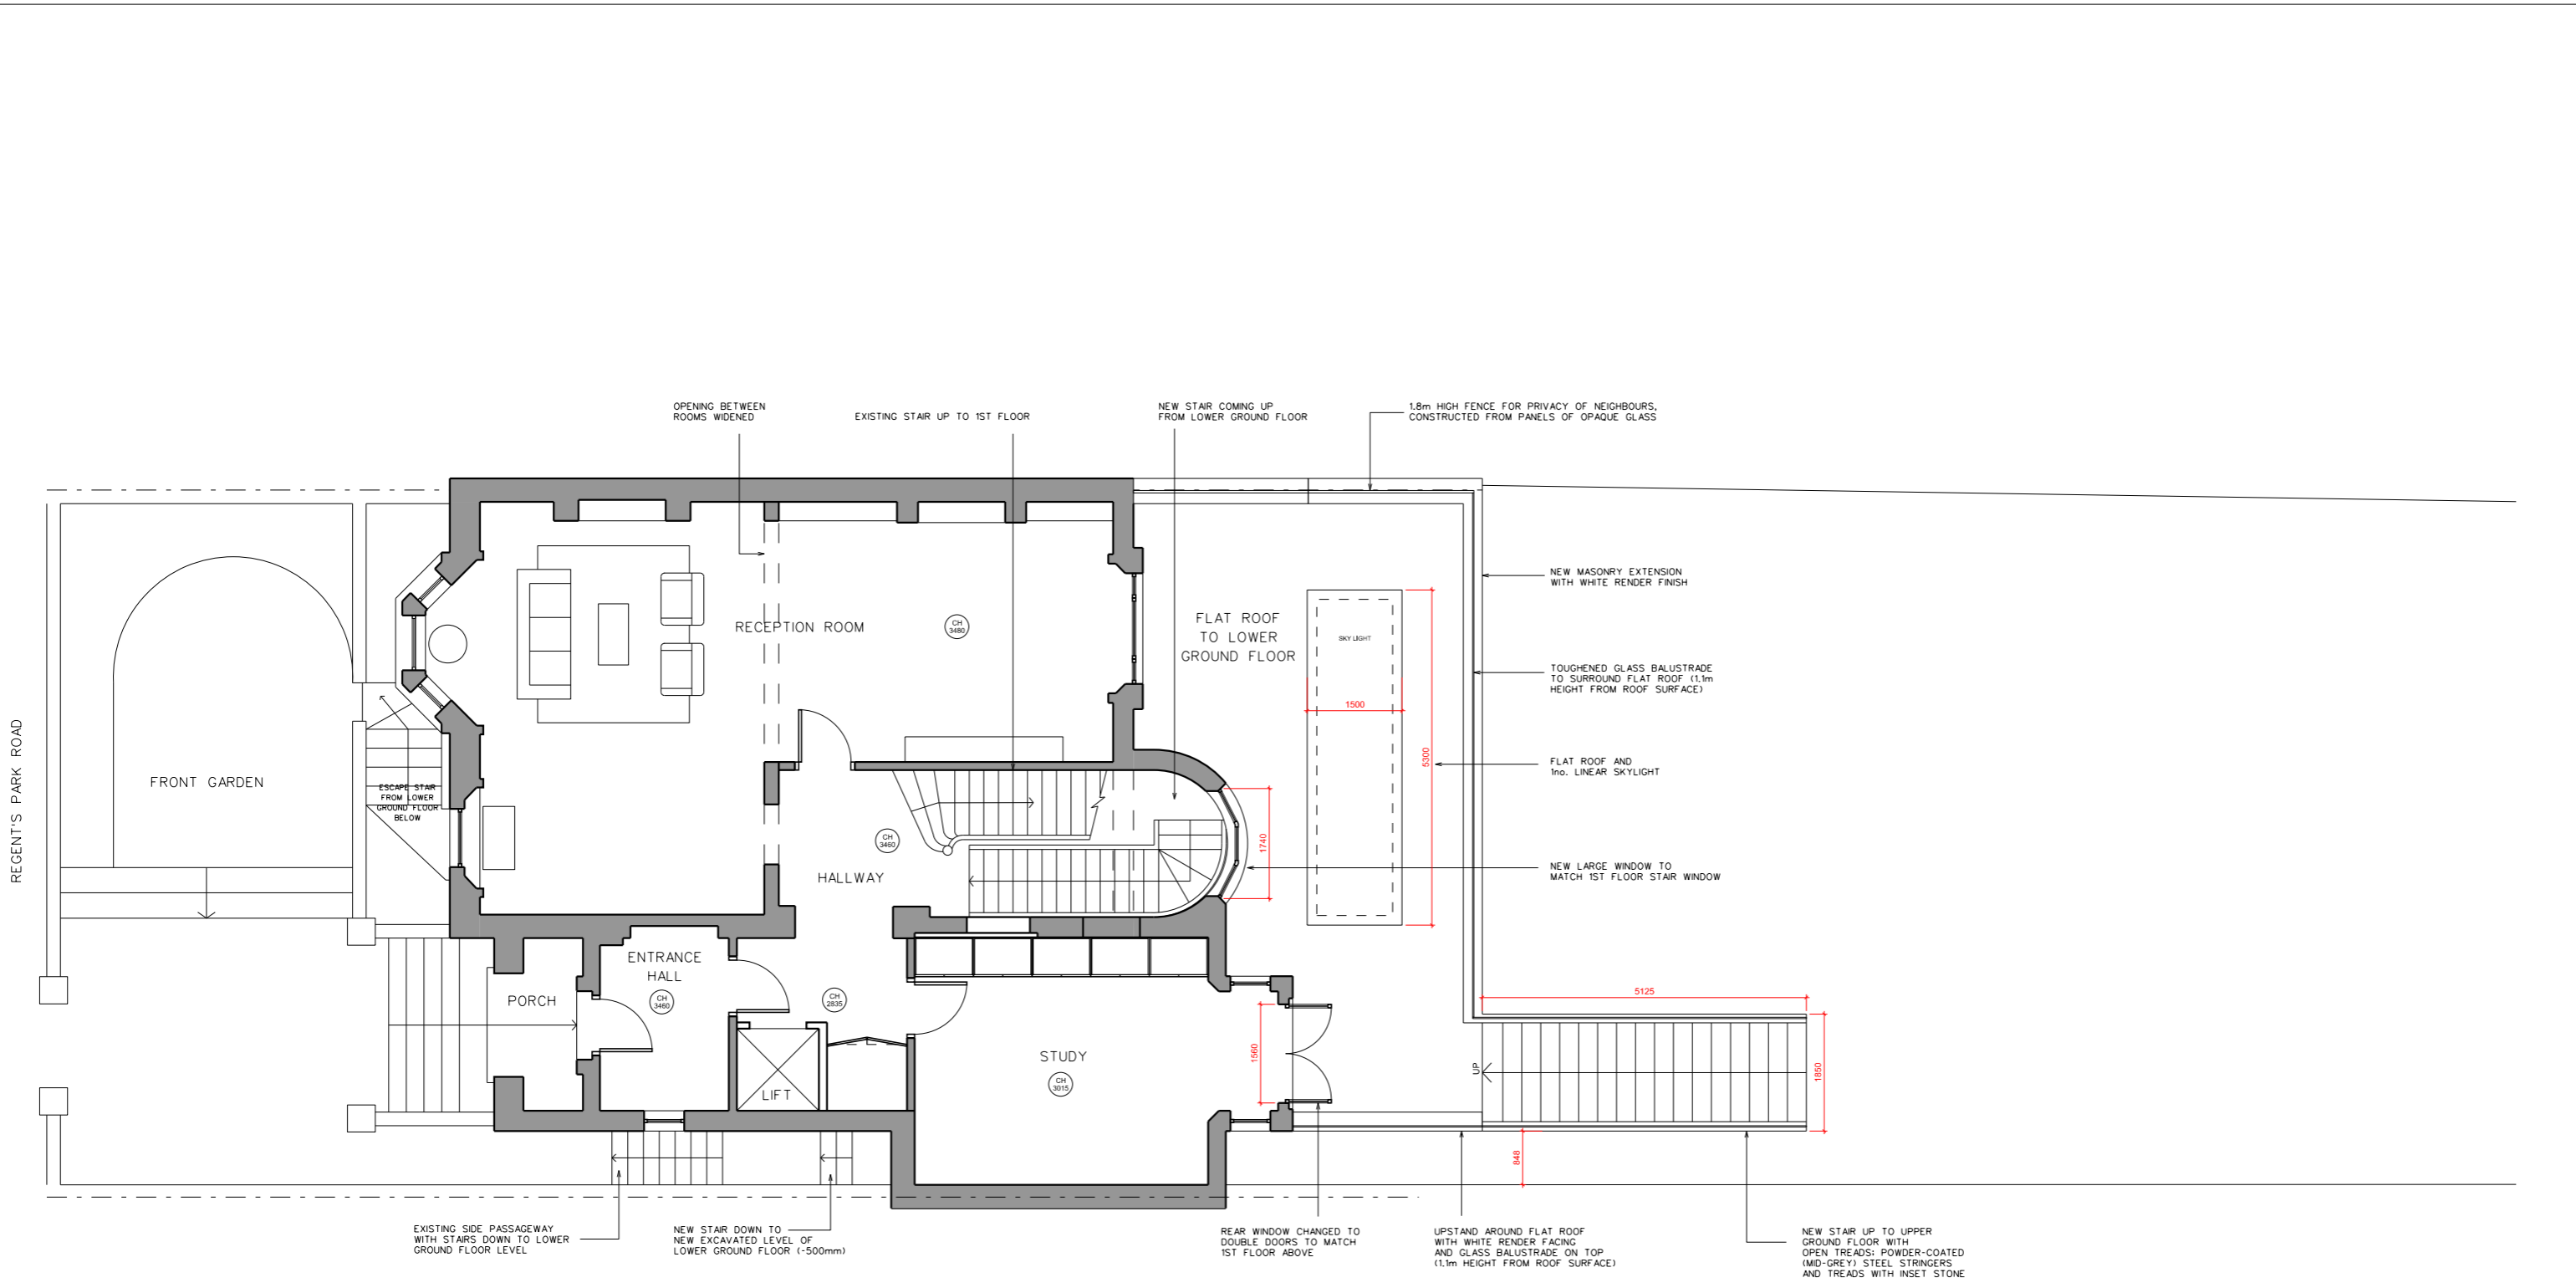 OPENING BETWEEN
ROOMS WIDENED
EXISTING STAIR UP TO 1ST FLOOR
NEW STAIR COMING UP
FROM LOWER GROUND FLOOR
1.8m HIGH FENCE FOR PRIVACY OF NEIGHBOURS,
CONSTRUCTED FROM PANELS OF OPAQUE GLASS
NEW MASONRY EXTENSION
WITH WHITE RENDER FINISH
TOUGHENED GLASS BALUSTRADE
TO SURROUND FLAT ROOF (1.1m
HEIGHT FROM ROOF SURFACE)
FLAT ROOF AND
1no. LINEAR SKYLIGHT
NEW LARGE WINDOW TO
MATCH 1ST FLOOR STAIR WINDOW
REGENT'S PARK ROAD
FRONT GARDEN
ESCAPE STAIR
FROM LOWER
GROUND FLOOR
BELOW
RECEPTION ROOM
CH
3480
FLAT ROOF
TO LOWER
GROUND FLOOR
SKY LIGHT
1500
5300
1740
CH
3460
HALLWAY
ENTRANCE
HALL
CH
3460
PORCH
CH
2835
LIFT
STUDY
CH
3015
1560
5125
UP
1850
848
EXISTING SIDE PASSAGEWAY
WITH STAIRS DOWN TO LOWER
GROUND FLOOR LEVEL
NEW STAIR DOWN TO
NEW EXCAVATED LEVEL OF
LOWER GROUND FLOOR (-500mm)
REAR WINDOW CHANGED TO
DOUBLE DOORS TO MATCH
1ST FLOOR ABOVE
UPSTAND AROUND FLAT ROOF
WITH WHITE RENDER FACING
AND GLASS BALUSTRADE ON TOP
(1.1m HEIGHT FROM ROOF SURFACE)
NEW STAIR UP TO UPPER
GROUND FLOOR WITH
OPEN TREADS: POWDER-COATED
(MID-GREY) STEEL STRINGERS
AND TREADS WITH INSET STONE